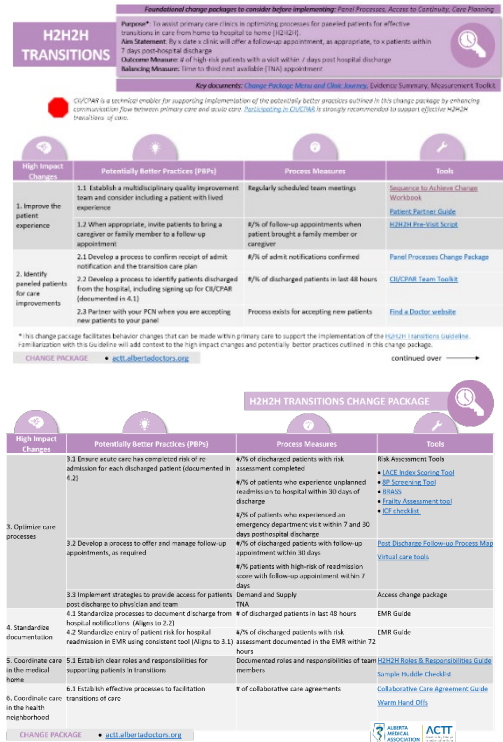 Foundational change packages to consider before implementing: Panel Processes, Access to Continuity, Care Planning
H2H2H
TRANSITIONS
Purpose*: To assist primary care clinics in optimizing processes for paneled patients for effective
transitions in care from home to hospital to home (H2H2H).
Aim Statement: By x date x clinic will offer a follow-up appointment, as appropriate, to x patients within
7 days post-hospital discharge
Outcome Measure: # of high-risk patients with a visit within 7 days post hospital discharge
Balancing Measure: Time to third next available (TNA) appointment
Key documents: Change Package Menu and Clinic Journey, Evidence Summary, Measurement Toolkit
CII/CPAR is a technical enabler for supporting implementation of the potentially better practices outlined in this change package by enhancing
communication flow between primary care and acute care. Participating in CII/CPAR is strongly recommended to support effective H2H2H
transitions of care.
High Impact
Changes
Potentially Better Practices (PBPs)
Process Measures
Tools
1. Improve the
patient
experience
1.1 Establish a multidisciplinary quality improvement
team and consider including a patient with lived
experience
Regularly scheduled team meetings
Sequence to Achieve Change
Workbook
Patient Partner Guide
1.2 When appropriate, invite patients to bring a
caregiver or family member to a follow-up
appointment
#/% of follow-up appointments when
patient brought a family member or
caregiver
H2H2H Pre-Visit Script
2. Identify
paneled patients
for care
improvements
2.1 Develop a process to confirm receipt of admit
notification and the transition care plan
#/% of admit notifications confirmed
Panel Processes Change Package
2.2 Develop a process to identify patients discharged
from the hospital, including signing up for CII/CPAR
(documented in 4.1)
#/% of discharged patients in last 48 hours
CII/CPAR Team Toolkit
2.3 Partner with your PCN when you are accepting
new patients to your panel
Process exists for accepting new patients
Find a Doctor website
*This change package facilitates behavior changes that can be made within primary care to support the implementation of the H2H2H Transitions Guideline.
Familiarization with this Guideline will add context to the high impact changes and potentially better practices outlined in this change package.
CHANGE PACKAGE • actt.albertadoctors.org
continued over
H2H2H TRANSITIONS CHANGE PACKAGE
High Impact
Changes
Potentially Better Practices (PBPs)
Process Measures
Tools
3. Optimize care
processes
3.1 Ensure acute care has completed risk of re-
admission for each discharged patient (documented in
4.2)
#/% of discharged patients with risk
assessment completed
#/% of patients who experience unplanned
readmission to hospital within 30 days of
discharge
#/% of patients who experienced an
emergency department visit within 7 and 30
days posthospital discharge
Risk Assessment Tools
• LACE Index Scoring Tool
• 8P Screening Tool
• BRASS
• Frailty Assessment tool
• ICF checklist
3.2 Develop a process to offer and manage follow-up
appointments, as required
#/% of discharged patients with follow-up
appointment within 30 days
#/% patients with high-risk of readmission
score with follow-up appointment within 7
days
Post Discharge Follow-up Process Map
Virtual care tools
3.3 Implement strategies to provide access for patients
post discharge to physician and team
Demand and Supply
TNA
Access change package
4. Standardize
documentation
4.1 Standardize processes to document discharge from
hospital notifications (Aligns to 2.2)
# of discharged patients in last 48 hours
EMR Guide
4.2 Standardize entry of patient risk for hospital
readmission in EMR using consistent tool (Aligns to 3.1)
#/% of discharged patients with risk
assessment documented in the EMR within 72
hours
EMR Guide
5. Coordinate care
in the medical
home
5.1 Establish clear roles and responsibilities for
supporting patients in transitions
Documented roles and responsibilities of team
members
H2H2H Roles & Responsibilities Guide
Sample Huddle Checklist
6. Coordinate care
in the health
neighborhood
6.1 Establish effective processes to facilitation
transitions of care
# of collaborative care agreements
Collaborative Care Agreement Guide
Warm Hand Offs
CHANGE PACKAGE • actt.albertadoctors.org
ALBERTA
MEDICAL
ASSOCIATION
ACTT